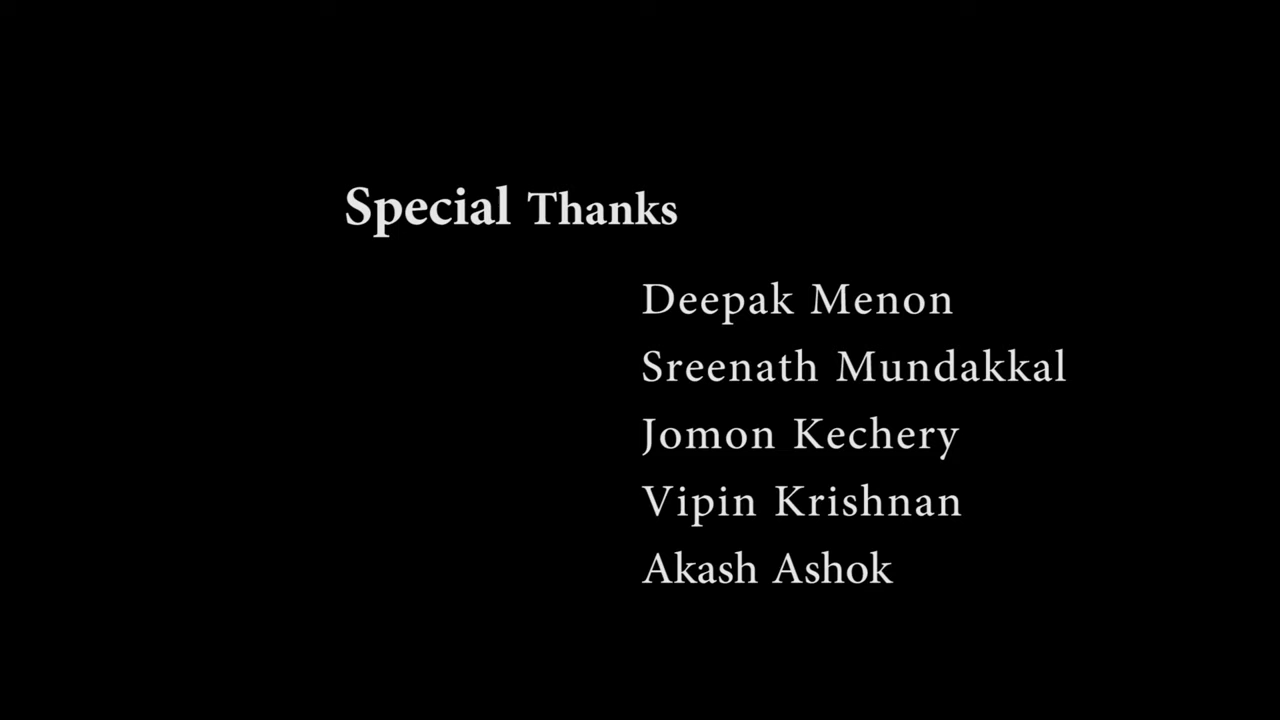 Special Thanks
Deepak Menon
Sreenath Mundakkal
Jomon Kechery
Vipin Krishnan
Akash Ashok